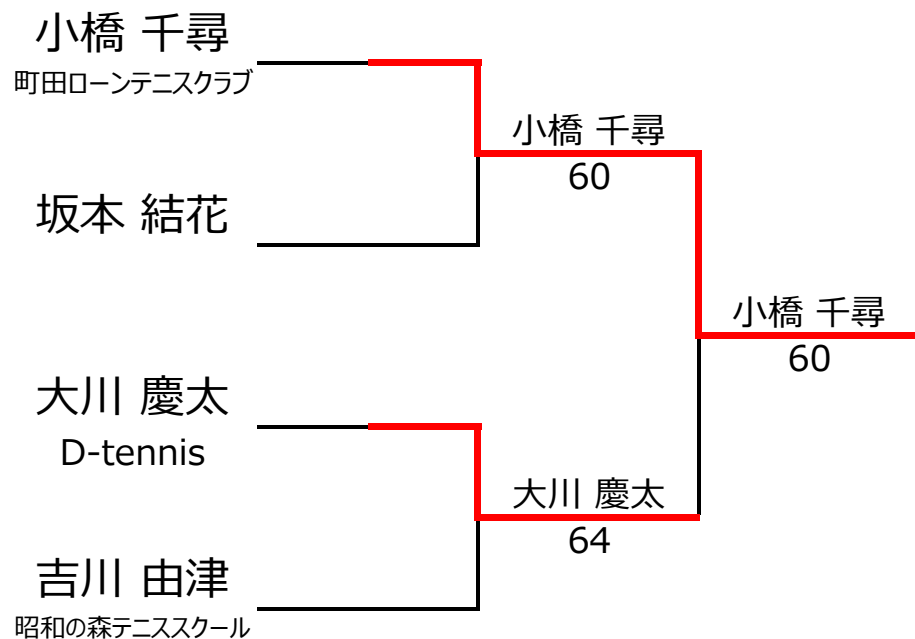 小橋 千尋
町田ローンテニスクラブ
小橋 千尋
60
坂本 結花
小橋 千尋
60
大川 慶太
D-tennis
大川 慶太
64
吉川 由津
昭和の森テニススクール